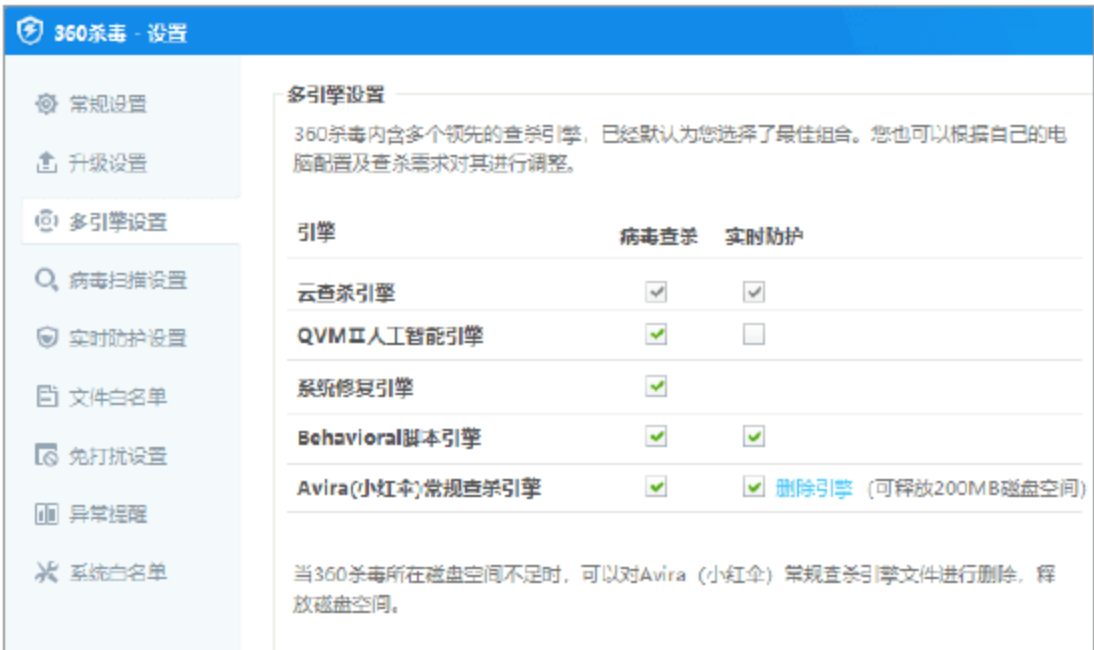 360杀毒 - 设置
常规设置
升级设置
多引擎设置
病毒扫描设置
实时防护设置
文件白名单
免打扰设置
异常提醒
系统白名单
多引擎设置
360杀毒内含多个领先的查杀引擎，已经默认为您选择了最佳组合。您也可以根据自己的电
脑配置及查杀需求对其进行调整。
引擎 病毒查杀 实时防护
云查杀引擎
QVMⅡ人工智能引擎
系统修复引擎
Behavioral脚本引擎
Avira(小红伞)常规查杀引擎 删除引擎 (可释放200MB磁盘空间)
当360杀毒所在磁盘空间不足时，可以对Avira（小红伞）常规查杀引擎文件进行删除，释
放磁盘空间。